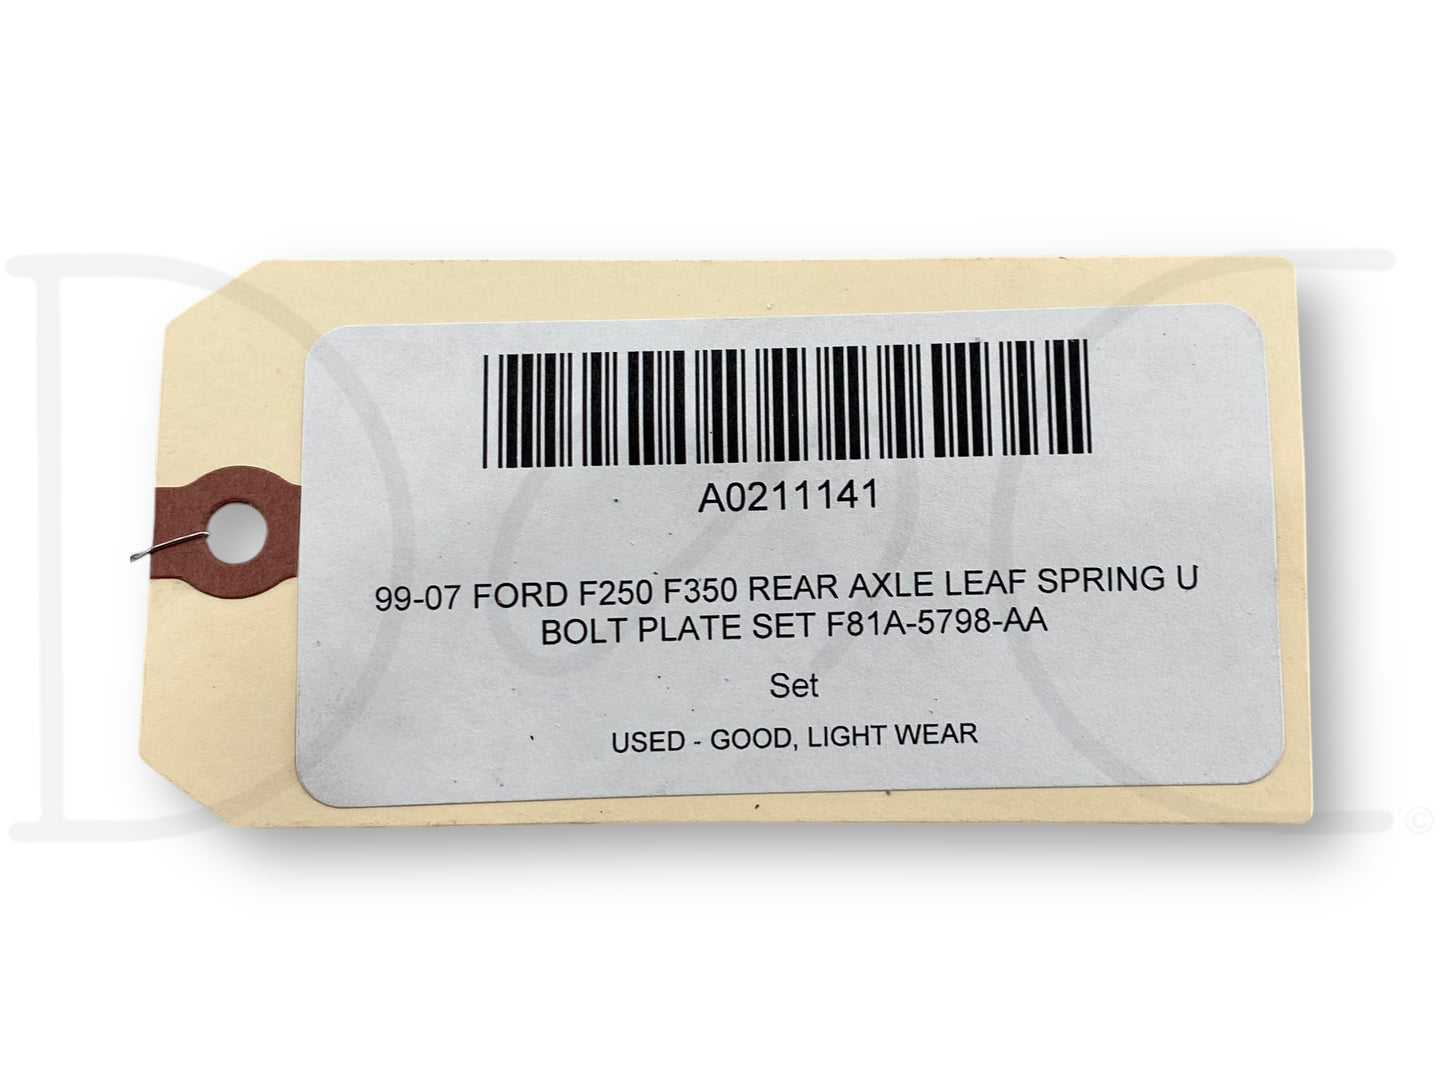 A0211141
99-07 FORD F250 F350 REAR AXLE LEAF SPRING U
BOLT PLATE SET F81A-5798-AA
Set
USED - GOOD, LIGHT WEAR
©